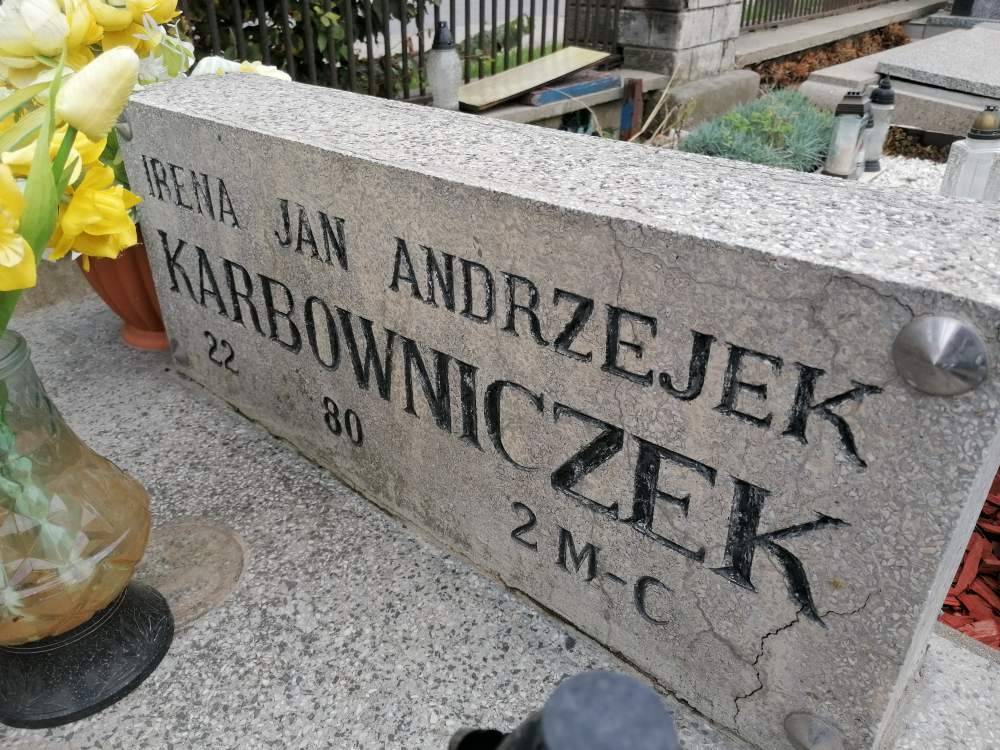 IRENA JAN ANDRZEJEK
KARBOWNICZEK
22 80 2 M-C